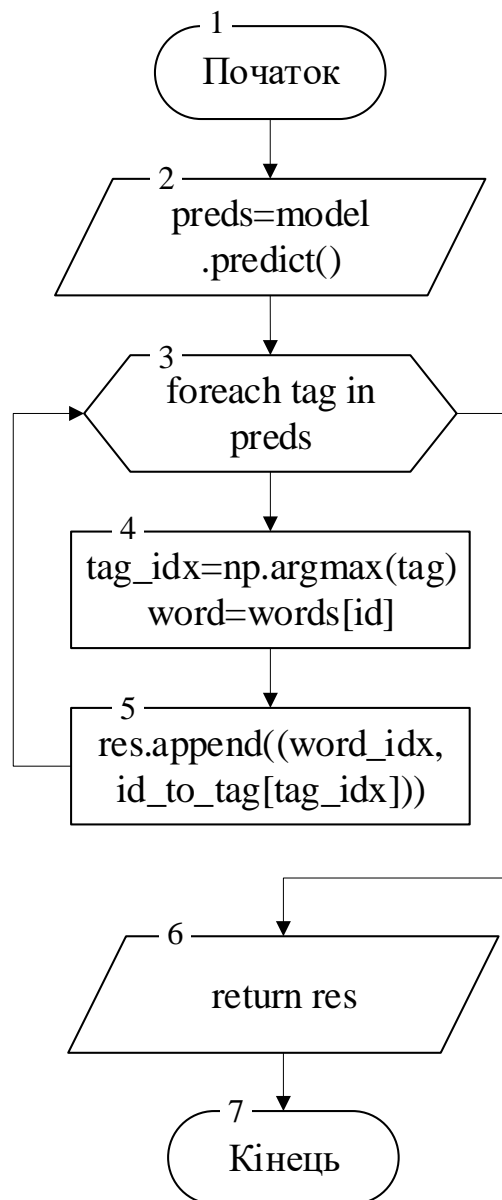 1
Початок
2
preds=model
.predict()
3
foreach tag in
preds
4
tag_idx=np.argmax(tag)
word=words[id]
5
res.append((word_idx,
id_to_tag[tag_idx]))
6
return res
7
Кінець